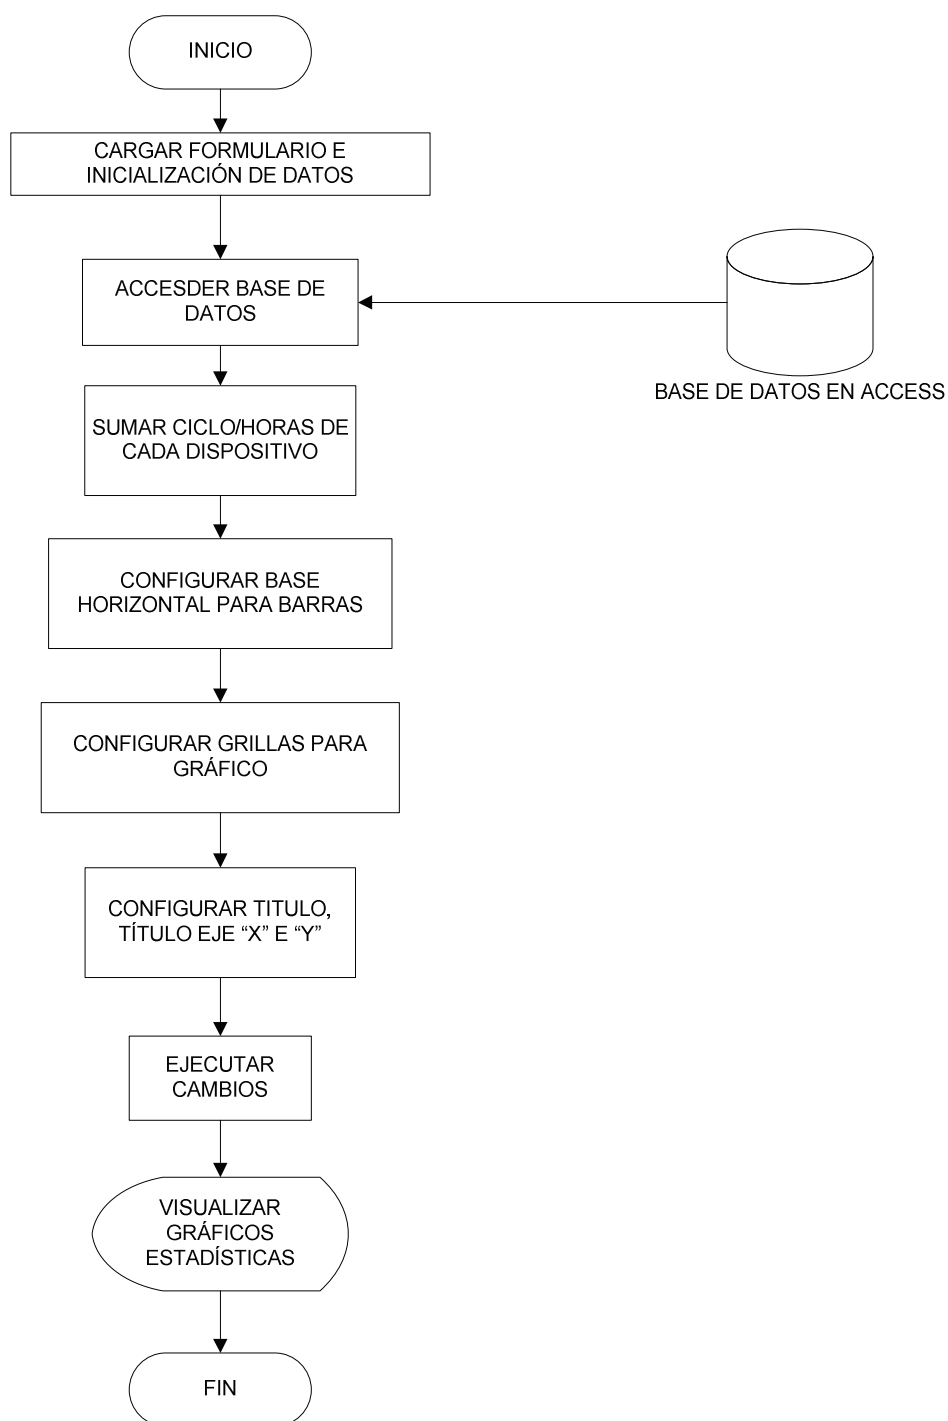 INICIO
CARGAR FORMULARIO E
INICIALIZACIÓN DE DATOS
ACCESDER BASE DE
DATOS
BASE DE DATOS EN ACCESS
SUMAR CICLO/HORAS DE
CADA DISPOSITIVO
CONFIGURAR BASE
HORIZONTAL PARA BARRAS
CONFIGURAR GRILLAS PARA
GRÁFICO
CONFIGURAR TITULO,
TÍTULO EJE “X” E “Y”
EJECUTAR
CAMBIOS
VISUALIZAR
GRÁFICOS
ESTADÍSTICAS
FIN